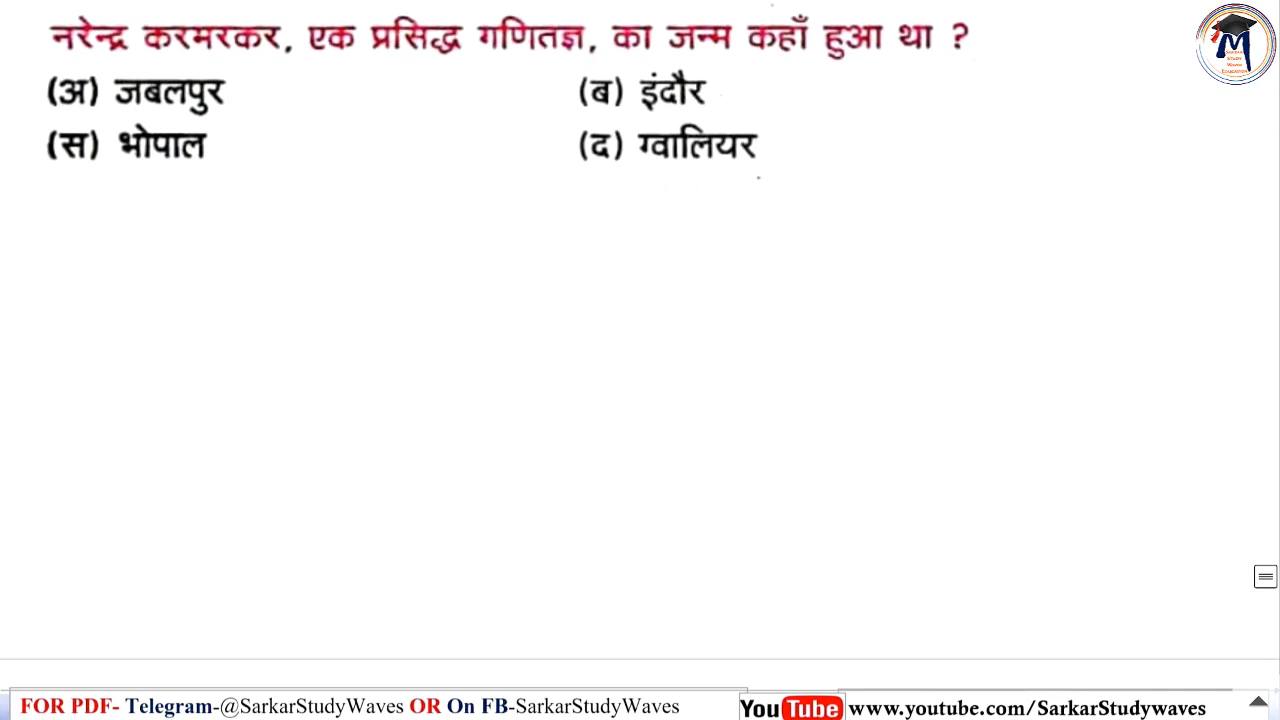 नरेन्द्र करमरकर, एक प्रसिद्ध गणितज्ञ, का जन्म कहाँ हुआ था ?
(अ) जबलपुर (ब) इंदौर
(स) भोपाल (द) ग्वालियर
FOR PDF- Telegram-@SarkarStudyWaves OR On FB-SarkarStudyWaves YouTube www.youtube.com/SarkarStudywaves